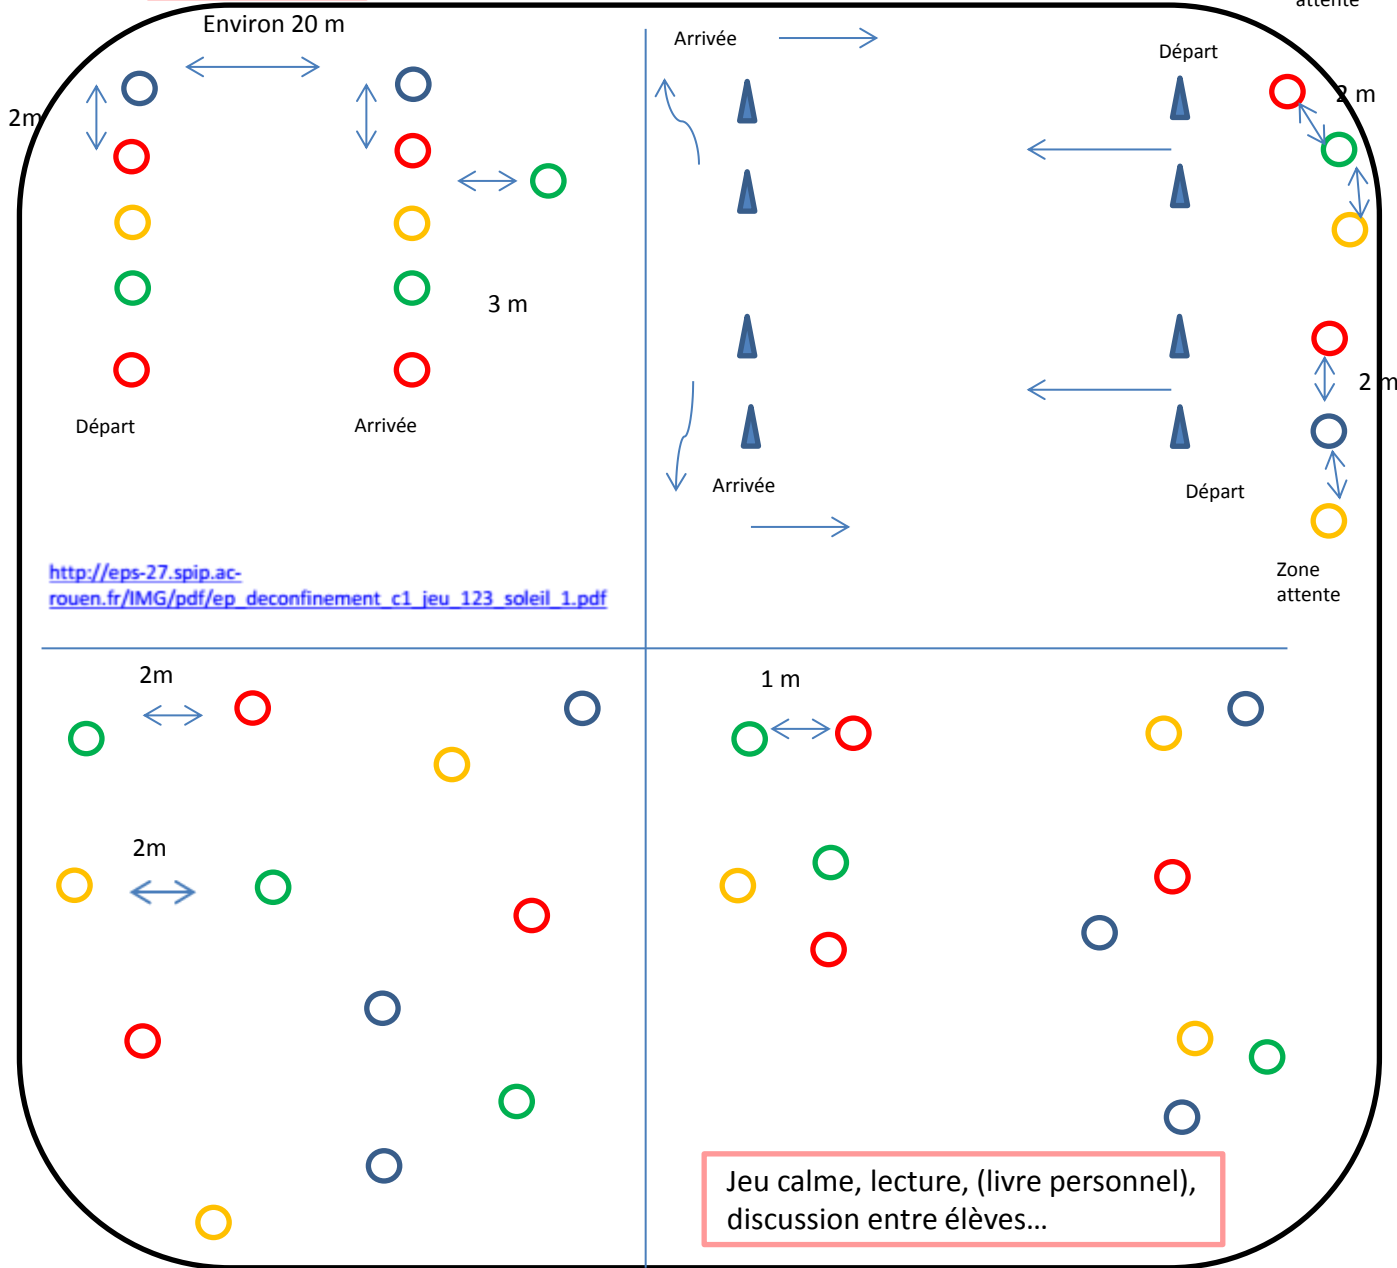 attente
Environ 20 m
2m
3 m
Départ
Arrivée
http://eps-27.spip.ac-
rouen.fr/IMG/pdf/ep_deconfinement_c1_jeu_123_soleil_1.pdf
Arrivée
Départ
2 m
2 m
Arrivée
Départ
Zone
attente
2m
2m
1 m
Jeu calme, lecture, (livre personnel),
discussion entre élèves…